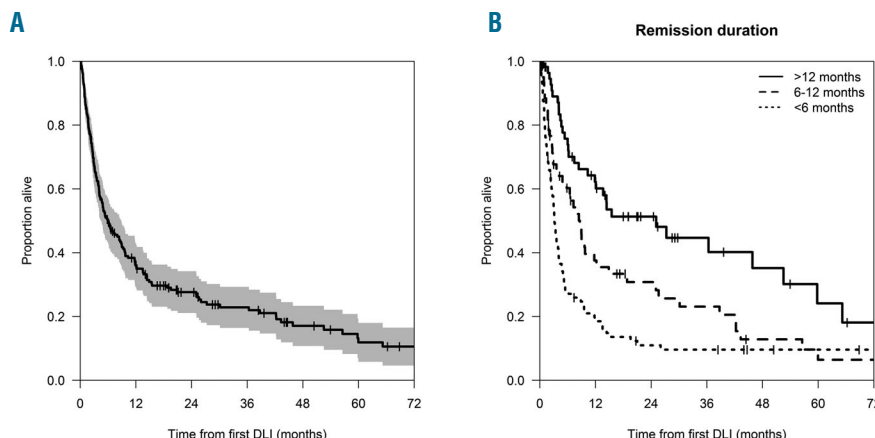 A
1.0
0.8
0.6
0.4
0.2
0.0
Proportion alive
0 12 24 36 48 60 72
Time from first DLI (months)
B
Remission duration
>12 months
6-12 months
<6 months
1.0
0.8
0.6
0.4
0.2
0.0
Proportion alive
0 12 24 36 48 60 72
Time from first DLI (months)